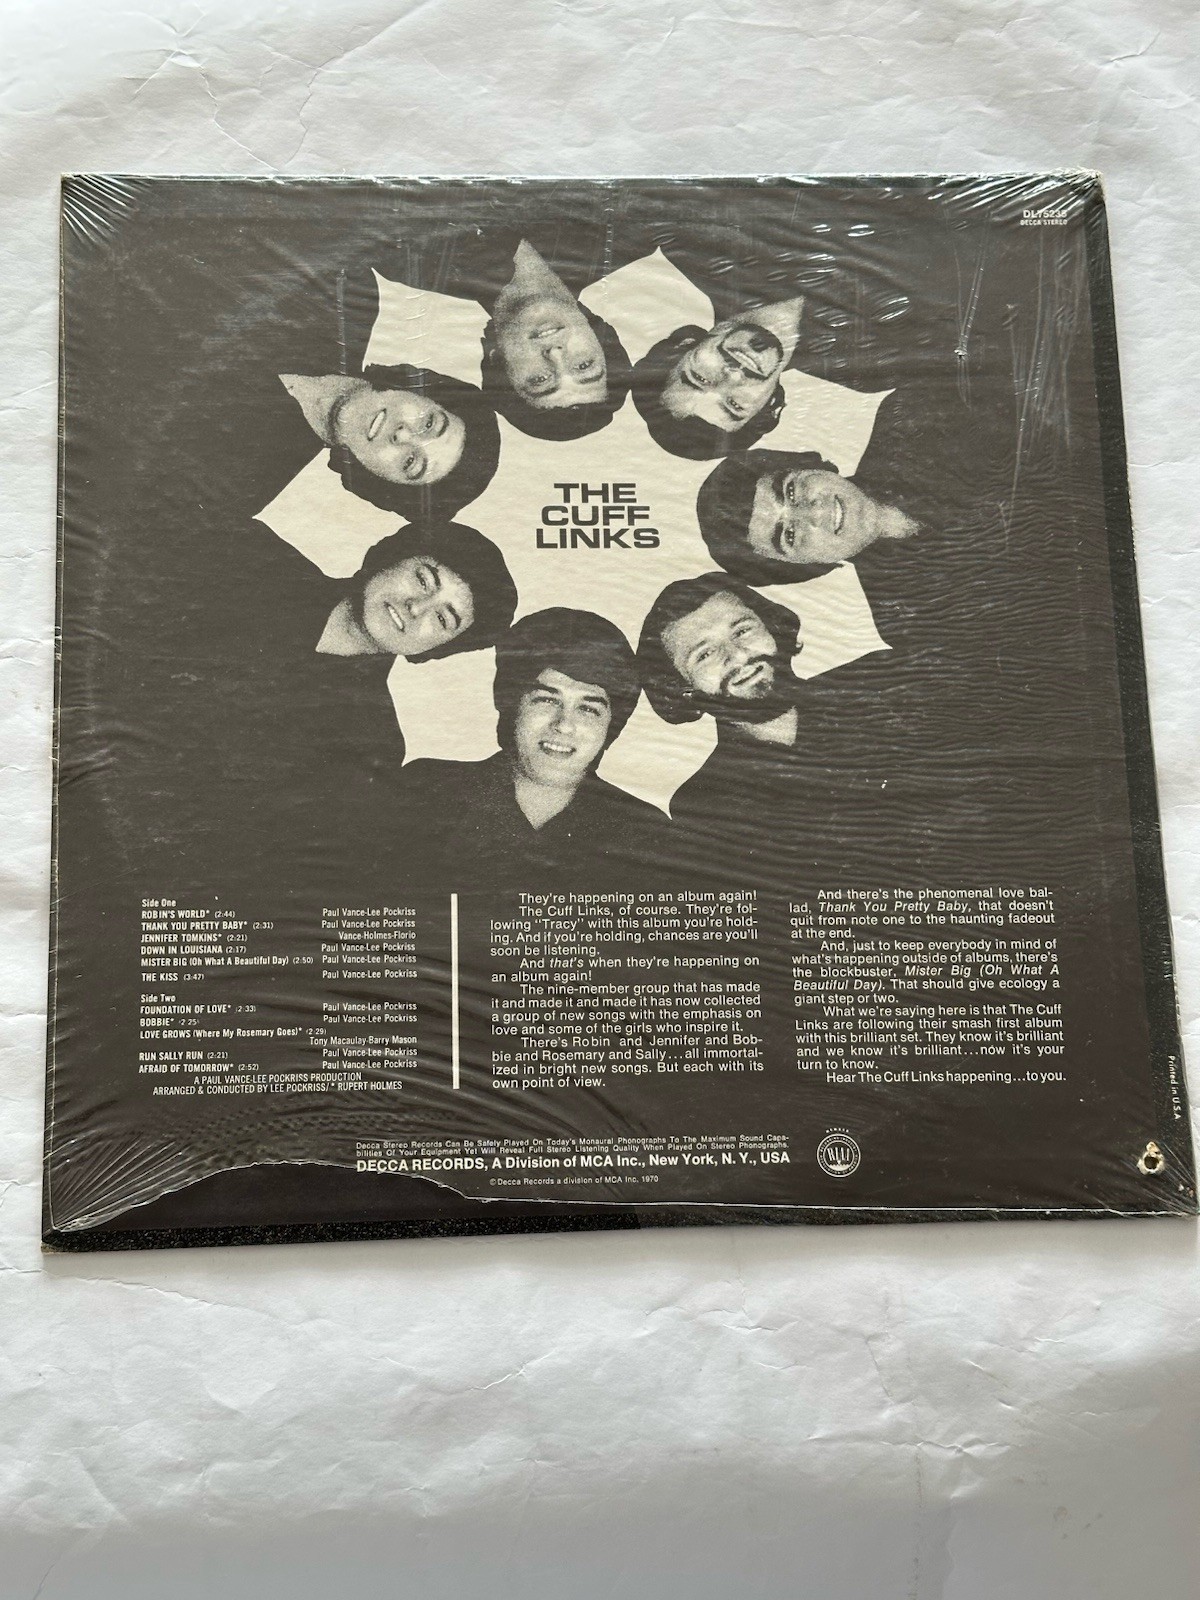 DL75235
DECCA STEREO
THE
CUFF
LINKS
Side One
ROBIN'S WORLD* (2:44) Paul Vance-Lee Pockriss
THANK YOU PRETTY BABY* (2:31) Paul Vance-Lee Pockriss
JENNIFER TOMKINS* (2:21) Vance-Holmes-Florio
DOWN IN LOUISIANA (2:17) Paul Vance-Lee Pockriss
MISTER BIG (Oh What A Beautiful Day) (2:50) Paul Vance-Lee Pockriss
THE KISS (3:47) Paul Vance-Lee Pockriss
Side Two
FOUNDATION OF LOVE* (2:33) Paul Vance-Lee Pockriss
BOBBIE* (2:25) Paul Vance-Lee Pockriss
LOVE GROWS (Where My Rosemary Goes)* (2:29)
Tony Macaulay-Barry Mason
RUN SALLY RUN (2:21) Paul Vance-Lee Pockriss
AFRAID OF TOMORROW* (2:52) Paul Vance-Lee Pockriss
A PAUL VANCE-LEE POCKRISS PRODUCTION
ARRANGED & CONDUCTED BY LEE POCKRISS/* RUPERT HOLMES
They're happening on an album again!
The Cuff Links, of course. They're fol-
lowing "Tracy" with this album you're hold-
ing. And if you're holding, chances are you'll
soon be listening.
And that's when they're happening on
an album again!
The nine-member group that has made
it and made it and made it has now collected
a group of new songs with the emphasis on
love and some of the girls who inspire it.
There's Robin and Jennifer and Bob-
bie and Rosemary and Sally...all immortal-
ized in bright new songs. But each with its
own point of view.
And there's the phenomenal love bal-
lad, Thank You Pretty Baby, that doesn't
quit from note one to the haunting fadeout
at the end.
And, just to keep everybody in mind of
what's happening outside of albums, there's
the blockbuster, Mister Big (Oh What A
Beautiful Day). That should give ecology a
giant step or two.
What we're saying here is that The Cuff
Links are following their smash first album
with this brilliant set. They know it's brilliant
and we know it's brilliant...now it's your
turn to know.
Hear The Cuff Links happening...to you.
Printed in U.S.A.
Decca Stereo Records Can Be Safely Played On Today's Monaural Phonographs To The Maximum Sound Capa-
bilities Of Your Equipment Yet Will Reveal Full Stereo Listening Quality When Played On Stereo Phonographs.
DECCA RECORDS, A Division of MCA Inc., New York, N. Y., USA
© Decca Records a division of MCA Inc. 1970
MEMBER
RIAA